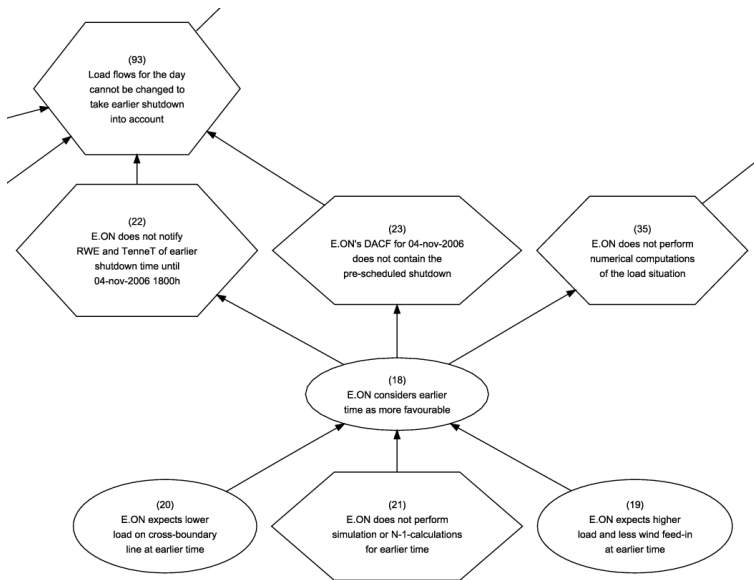 (93)
Load flows for the day
cannot be changed to
take earlier shutdown
into account
(22)
E.ON does not notify
RWE and TenneT of earlier
shutdown time until
04-nov-2006 1800h
(23)
E.ON's DACF for 04-nov-2006
does not contain the
pre-scheduled shutdown
(35)
E.ON does not perform
numerical computations
of the load situation
(18)
E.ON considers earlier
time as more favourable
(20)
E.ON expects lower
load on cross-boundary
line at earlier time
(21)
E.ON does not perform
simulation or N-1-calculations
for earlier time
(19)
E.ON expects higher
load and less wind feed-in
at earlier time